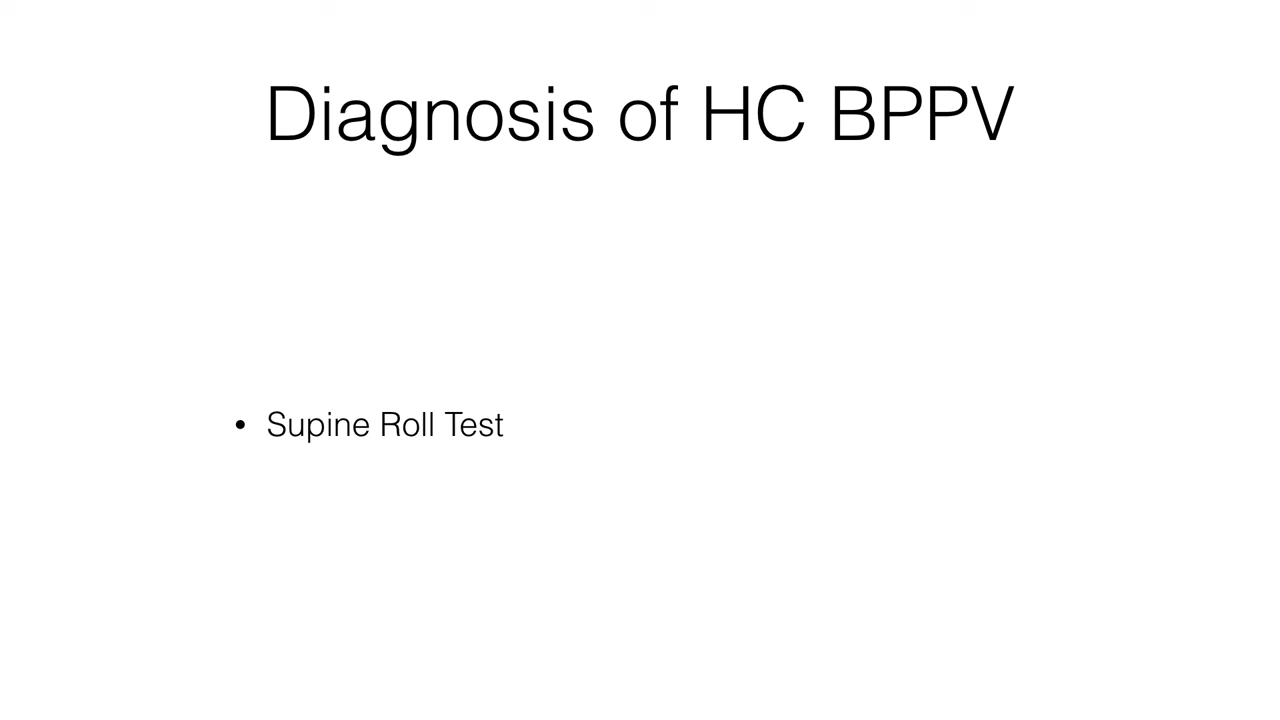 Diagnosis of HC BPPV
• Supine Roll Test